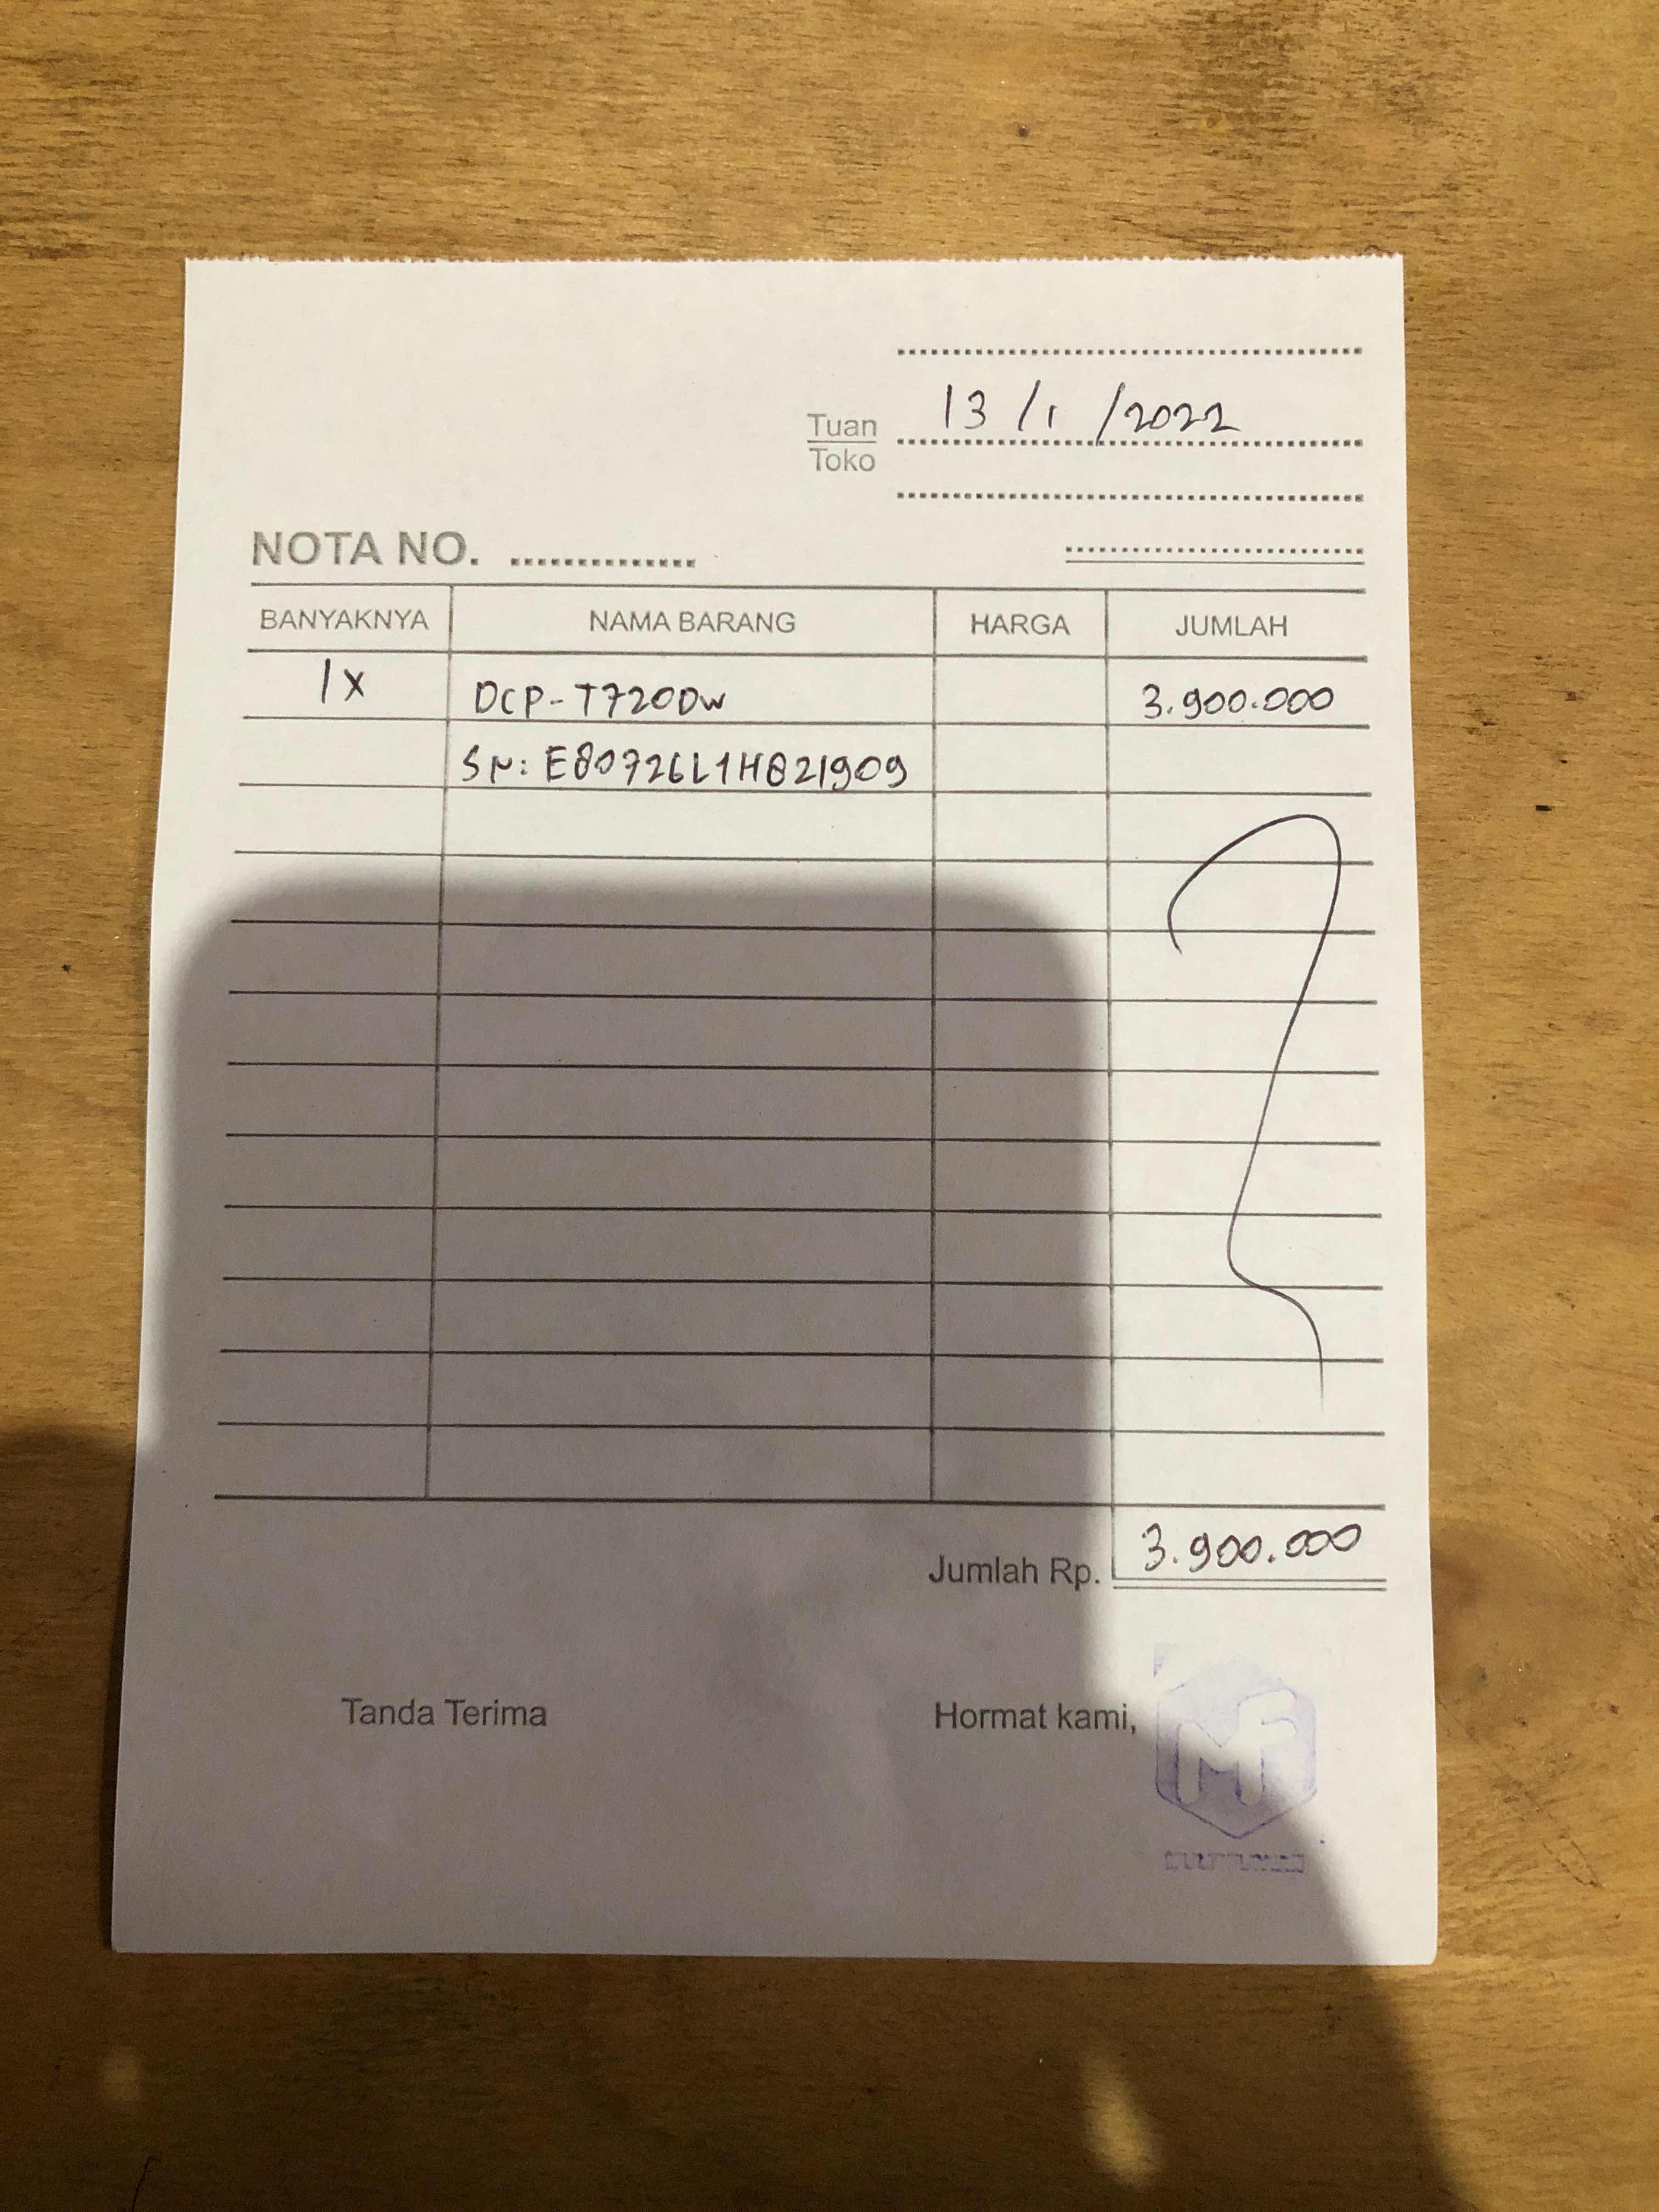 13/1/2022
Tuan
Toko
NOTA NO.
BANYAKNYA NAMA BARANG HARGA JUMLAH
1x DCP-T720DW 3.900.000
SN: E80726L1H821909
Jumlah Rp. 3.900.000
Tanda Terima Hormat kami,
MF